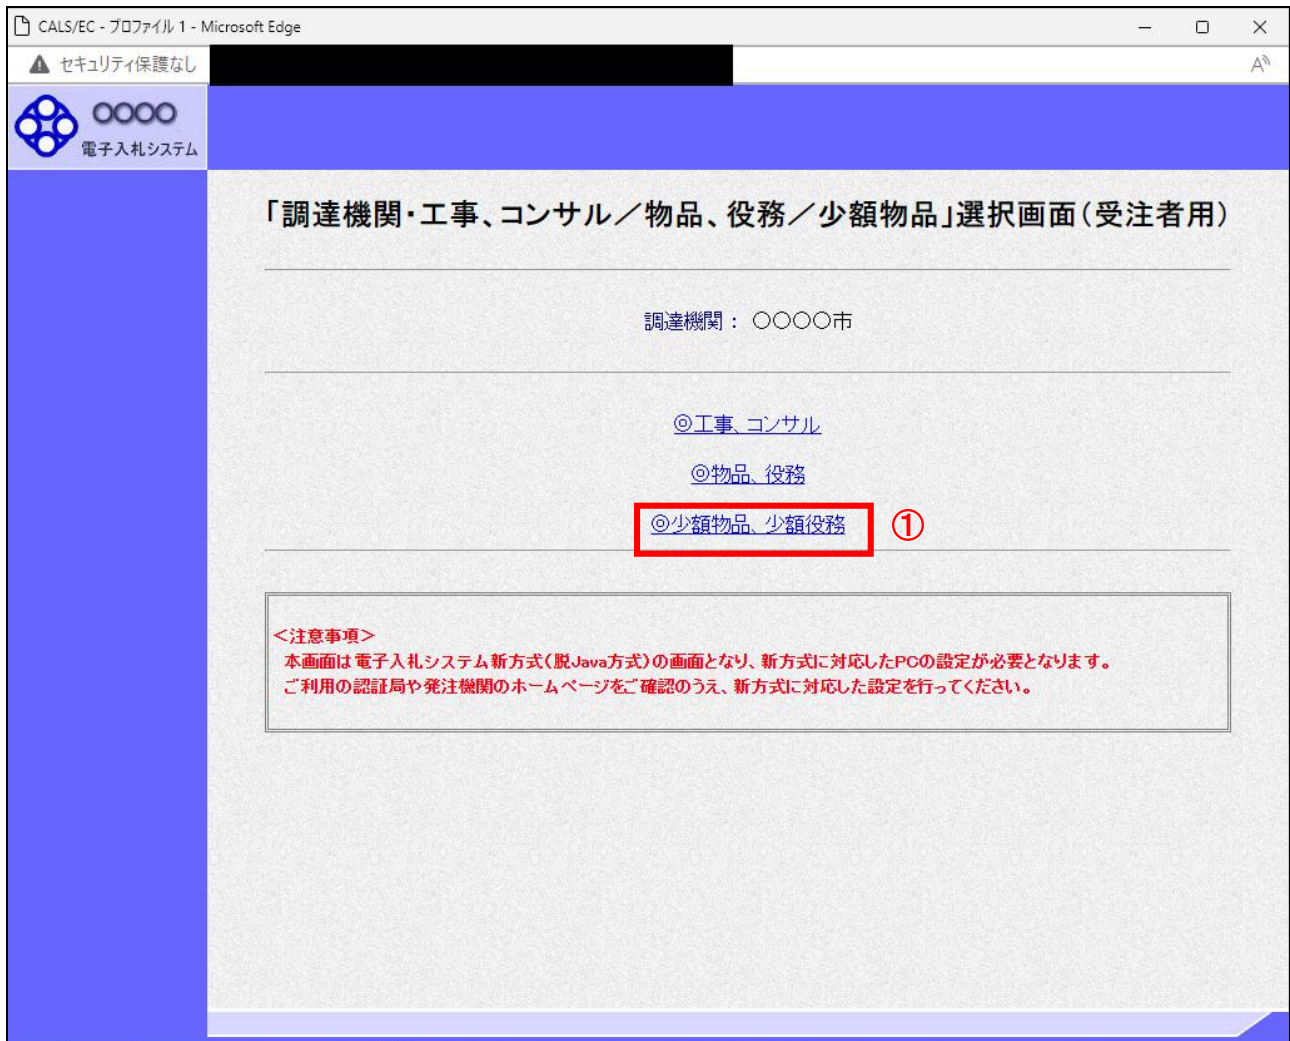 CALS/EC - プロファイル 1 - Microsoft Edge
セキュリティ保護なし
○○○○
電子入札システム
「調達機関・工事、コンサル／物品、役務／少額物品」選択画面（受注者用）
調達機関： ○○○○市
◎工事、コンサル
◎物品、役務
◎少額物品、少額役務 ①
＜注意事項＞
本画面は電子入札システム新方式（脱Java方式）の画面となり、新方式に対応したPCの設定が必要となります。
ご利用の認証局や発注機関のホームページをご確認のうえ、新方式に対応した設定を行ってください。